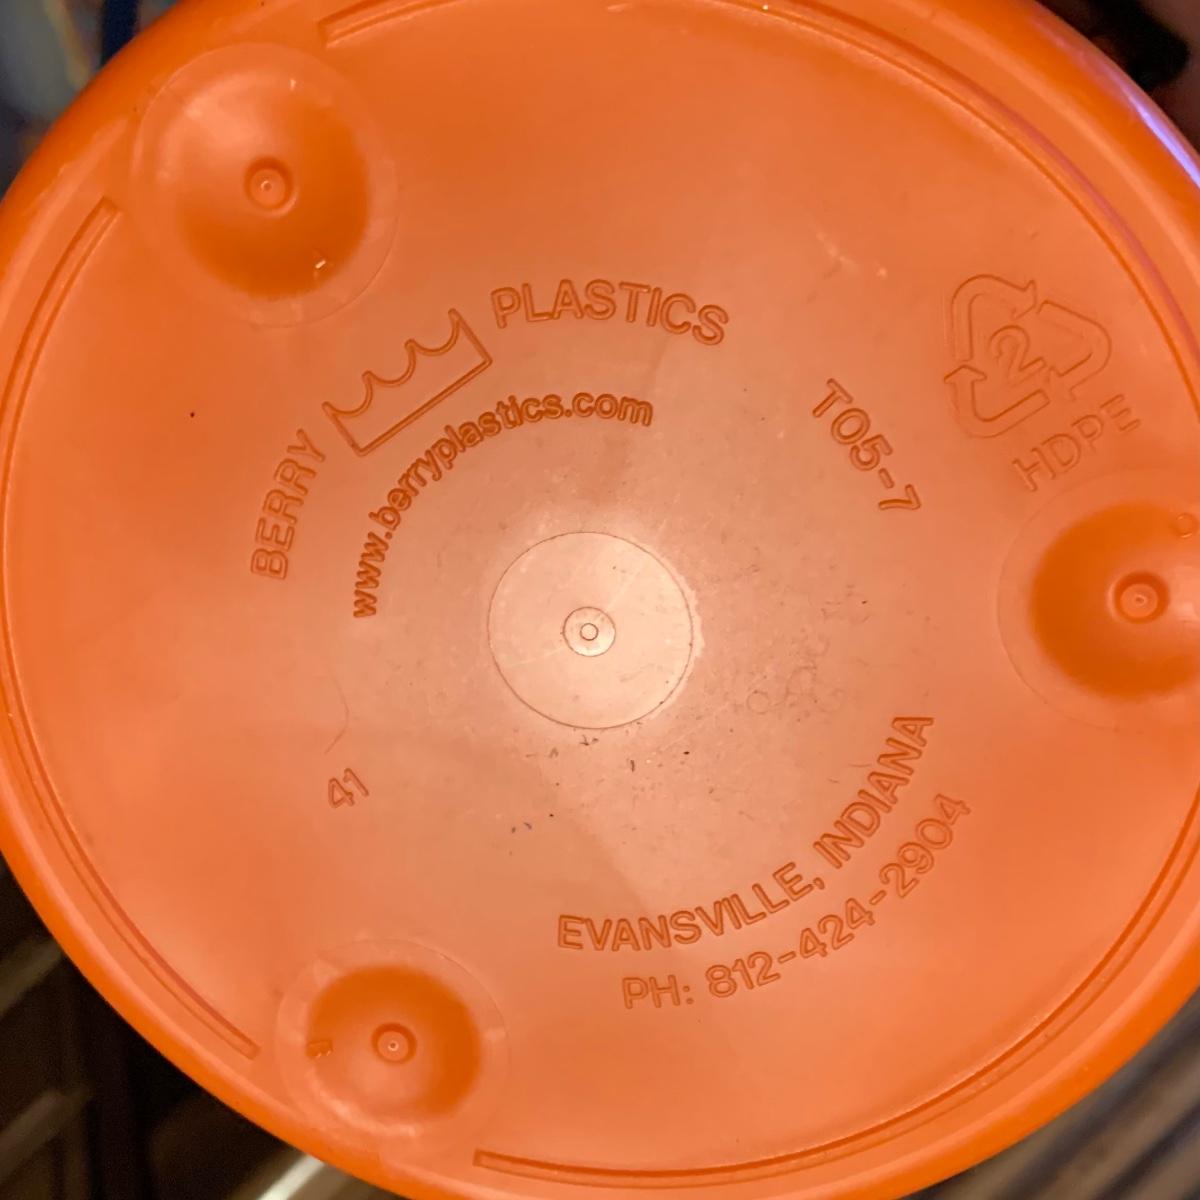 BERRY PLASTICS
www.berryplastics.com
T05-7
2
HDPE
41
EVANSVILLE, INDIANA
PH: 812-424-2904